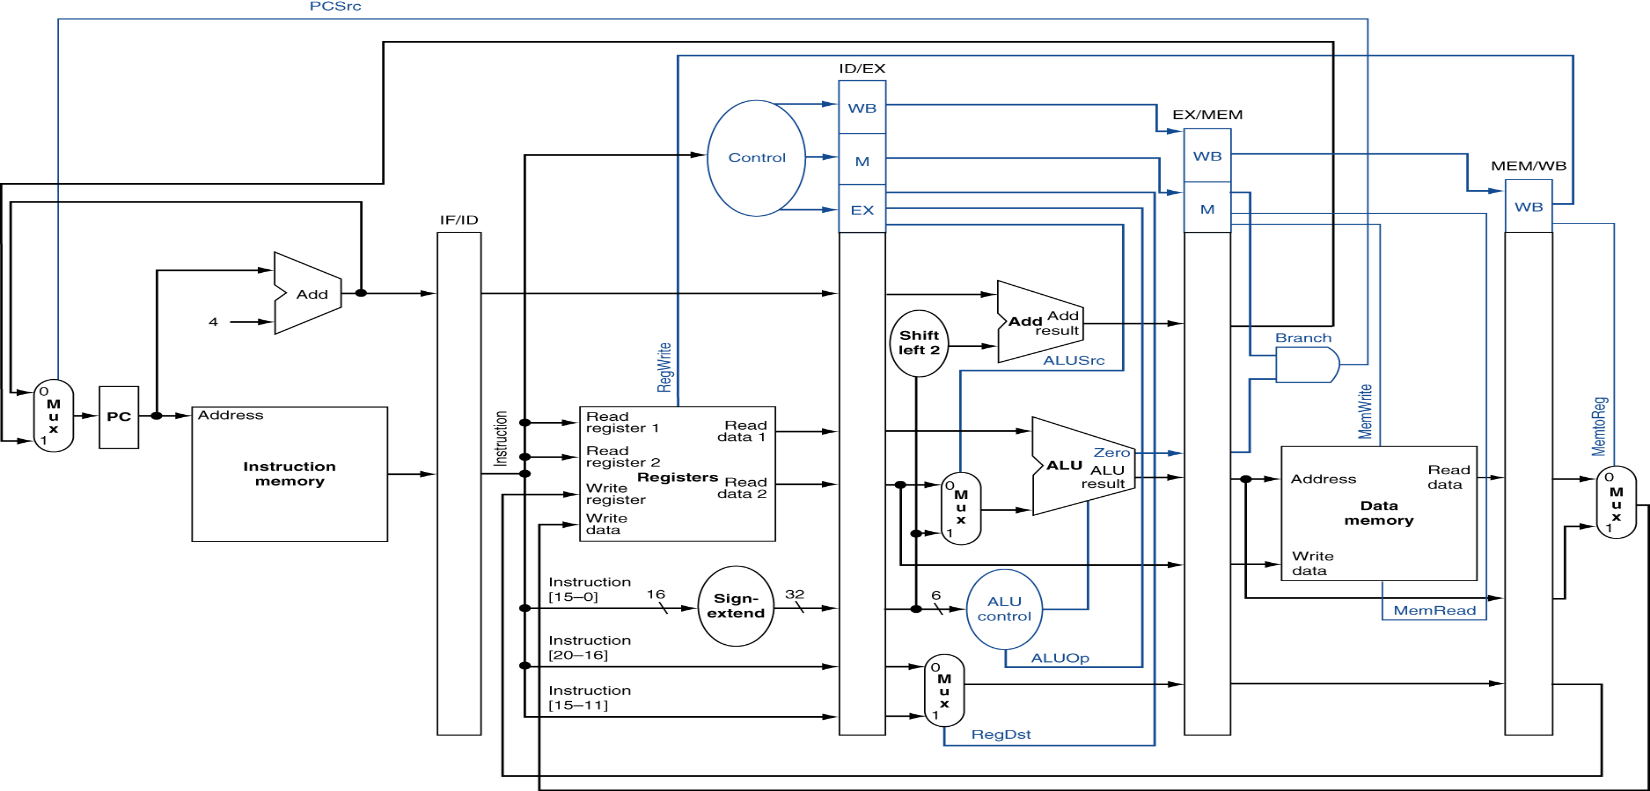 PCSrc
ID/EX
WB
EX/MEM
Control
M
WB
MEM/WB
EX
M
WB
IF/ID
Add
4
Add
Add
result
Shift
left 2
Branch
ALUSrc
RegWrite
MemWrite
MemtoReg
0
M
u
x
1
PC
Address
Instruction
memory
Instruction
Read
register 1
Read
register 2
Write
register
Write
data
Registers
Read
data 1
Read
data 2
0
M
u
x
1
ALU
Zero
ALU
result
Address
Read
data
Data
memory
Write
data
0
M
u
x
1
MemRead
Instruction
[15–0]
16
Sign-
extend
32
6
ALU
control
ALUOp
Instruction
[20–16]
Instruction
[15–11]
0
M
u
x
1
RegDst